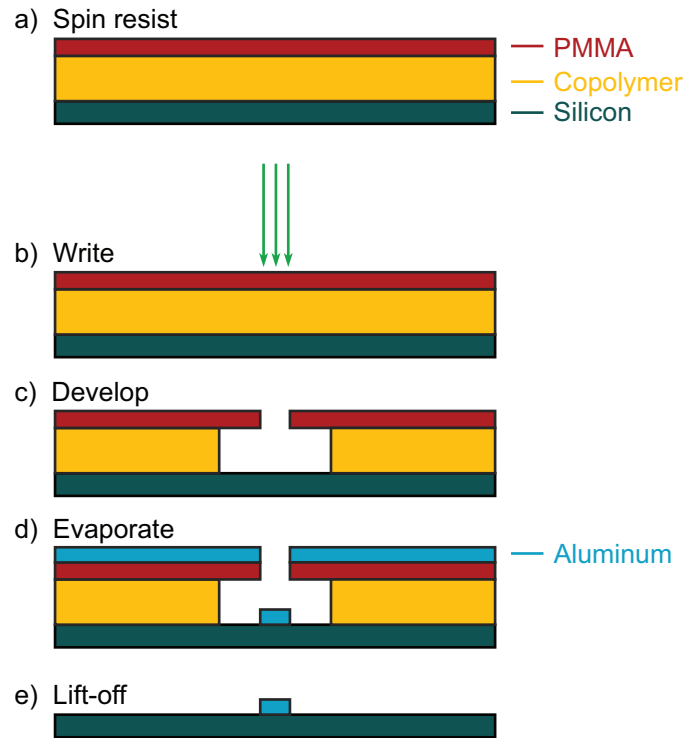 a) Spin resist
PMMA
Copolymer
Silicon
b) Write
c) Develop
d) Evaporate
Aluminum
e) Lift-off